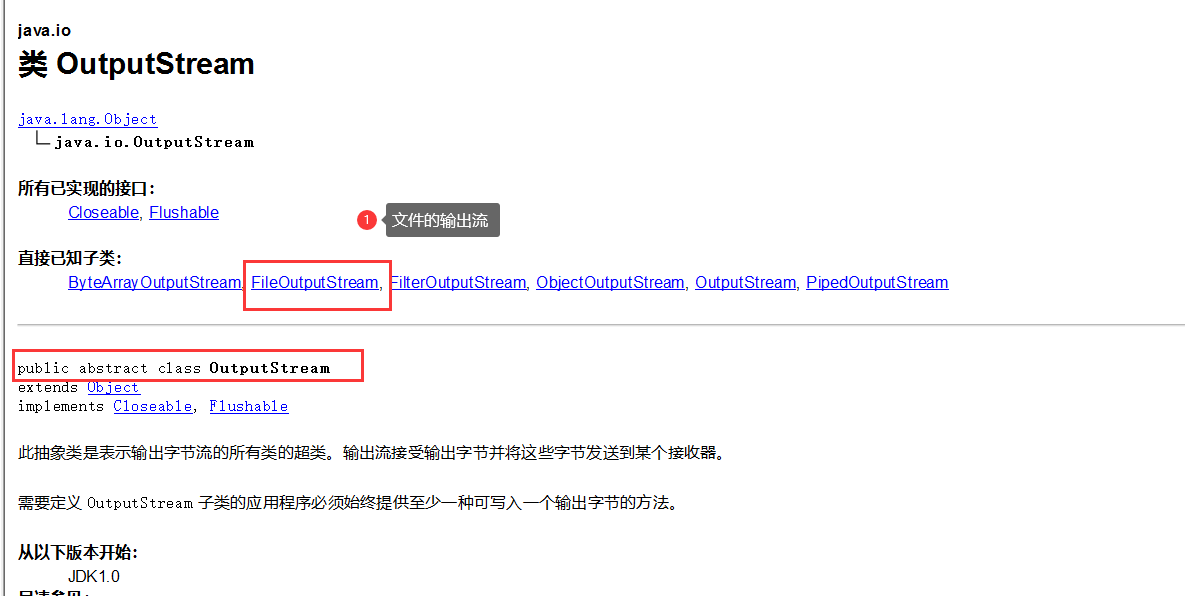 java.io
类 OutputStream
java.lang.Object
java.io.OutputStream
所有已实现的接口：
Closeable, Flushable
1 文件的输出流
直接已知子类：
ByteArrayOutputStream, FileOutputStream, FilterOutputStream, ObjectOutputStream, OutputStream, PipedOutputStream
public abstract class OutputStream
extends Object
implements Closeable, Flushable
此抽象类是表示输出字节流的所有类的超类。输出流接受输出字节并将这些字节发送到某个接收器。
需要定义 OutputStream 子类的应用程序必须始终提供至少一种可写入一个输出字节的方法。
从以下版本开始：
JDK1.0